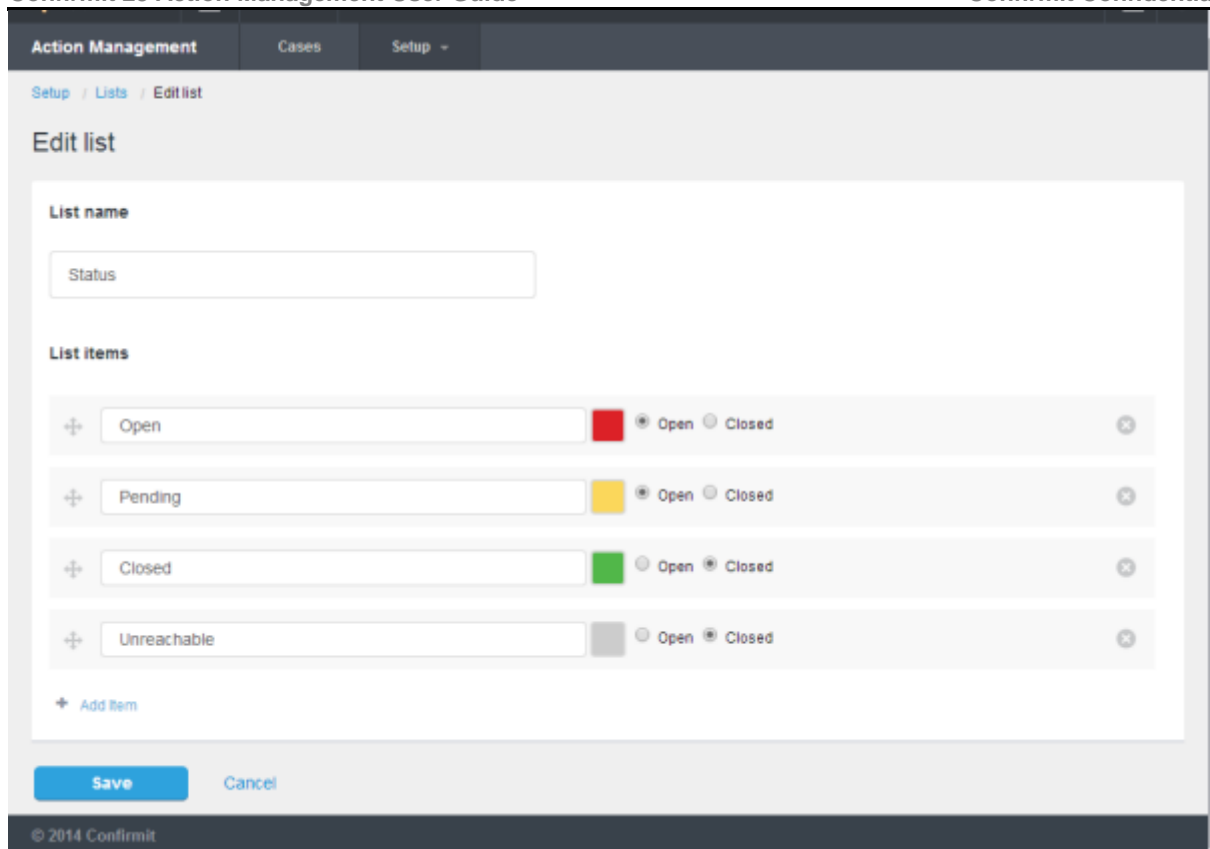 Action Management Cases Setup
Setup / Lists / Edit list
Edit list
List name
Status
List items
Open Open Closed
Pending Open Closed
Closed Open Closed
Unreachable Open Closed
+ Add Item
Save Cancel
© 2014 Confirmit